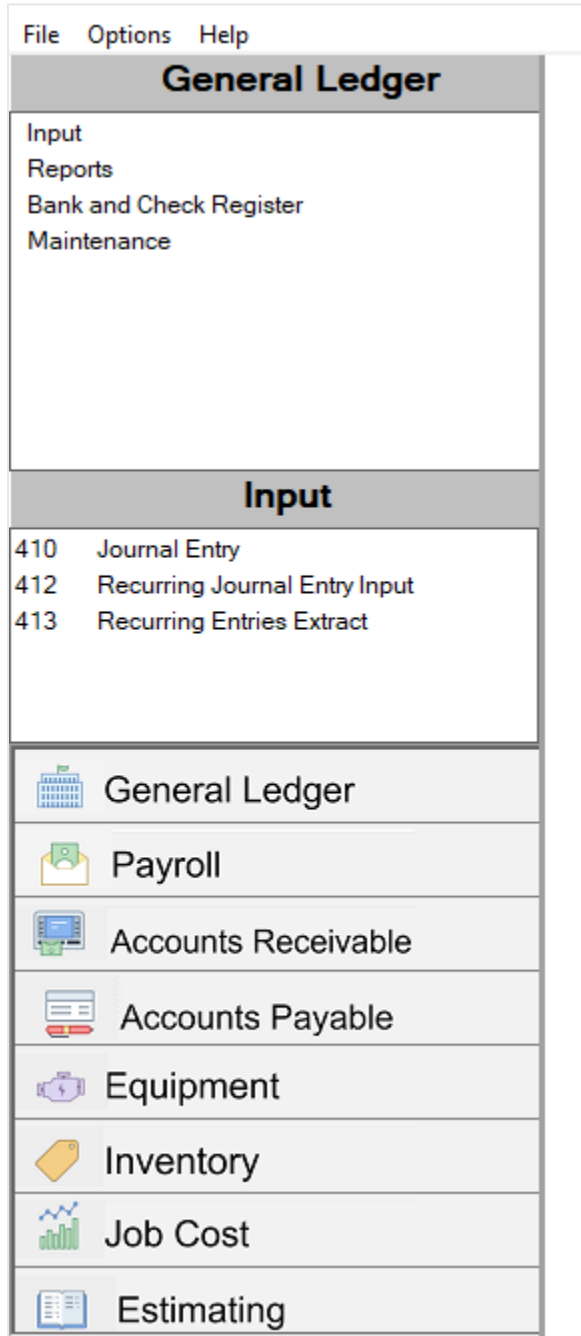 File Options Help
General Ledger
Input
Reports
Bank and Check Register
Maintenance
Input
410 Journal Entry
412 Recurring Journal Entry Input
413 Recurring Entries Extract
General Ledger
Payroll
Accounts Receivable
Accounts Payable
Equipment
Inventory
Job Cost
Estimating